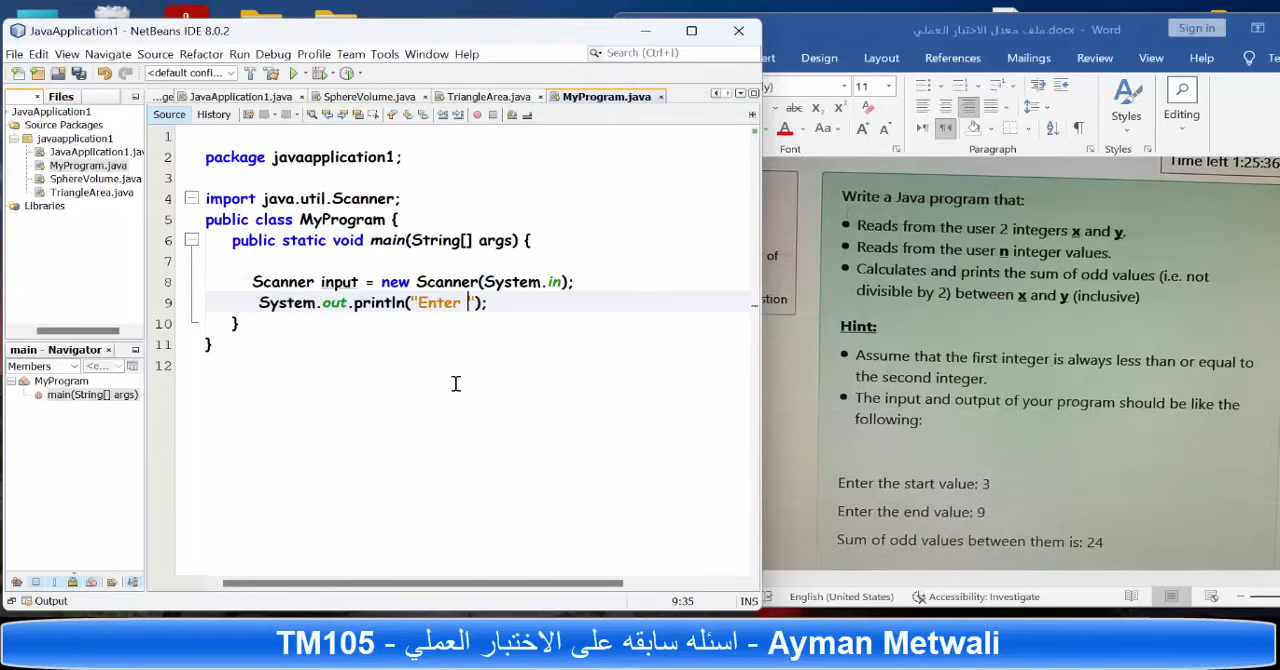 JavaApplication1 - NetBeans IDE 8.0.2
File Edit View Navigate Source Refactor Run Debug Profile Team Tools Window Help
Search (Ctrl+I)
<default confi...
Files
JavaApplication1
Source Packages
javaapplication1
JavaApplication1.jav
MyProgram.java
SphereVolume.java
TriangleArea.java
Libraries
main - Navigator
Members
<e...
MyProgram
main(String[] args)
...ge
JavaApplication1.java
SphereVolume.java
TriangleArea.java
MyProgram.java
Source History
1
2 package javaapplication1;
3
4 import java.util.Scanner;
5 public class MyProgram {
6 public static void main(String[] args) {
7
8 Scanner input = new Scanner(System.in);
9 System.out.println("Enter ");
10 }
11 }
12
Output
9:35 INS
ملف معدل الاختبار العملي.docx - Word
Sign in
Design Layout References Mailings Review View Help
11
Styles
Editing
Font
Paragraph
Styles
Time left 1:25:36
of
stion
Write a Java program that:
Reads from the user 2 integers x and y.
Reads from the user n integer values.
Calculates and prints the sum of odd values (i.e. not
divisible by 2) between x and y (inclusive)
Hint:
Assume that the first integer is always less than or equal to
the second integer.
The input and output of your program should be like the
following:
Enter the start value: 3
Enter the end value: 9
Sum of odd values between them is: 24
English (United States)
Accessibility: Investigate
TM105 - اسئله سابقه على الاختبار العملي - Ayman Metwali